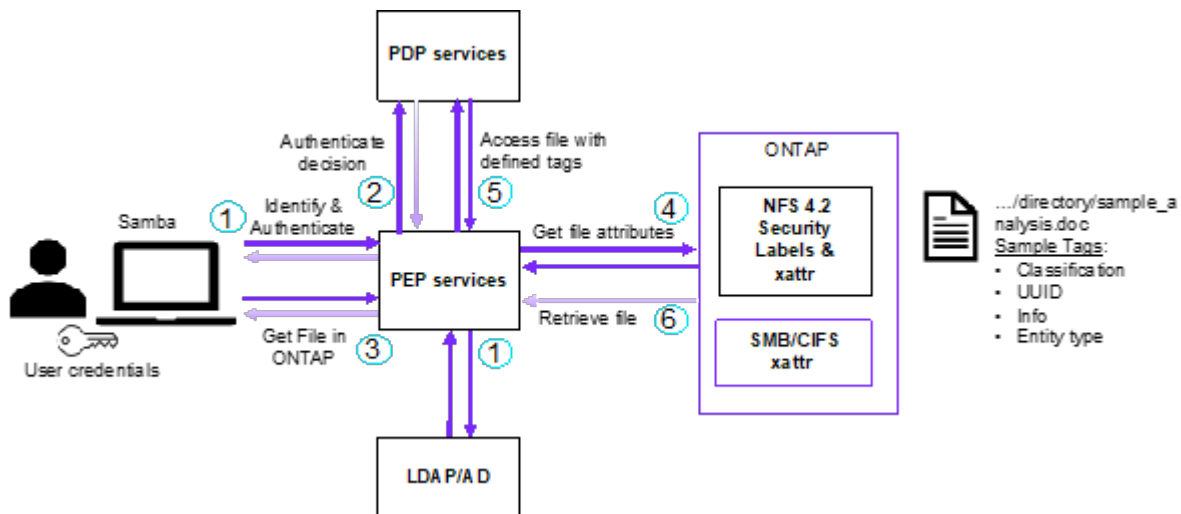 PDP services
Authenticate
decision
2
Access file with
defined tags
5
ONTAP
Samba
1
Identify &
Authenticate
PEP services
4
Get file attributes
NFS 4.2
Security
Labels &
xattr
…/directory/sample_a
nalysis.doc
Sample Tags:
• Classification
• UUID
• Info
• Entity type
Get File in
ONTAP
3
1
Retrieve file
6
SMB/CIFS
xattr
User credentials
LDAP/AD